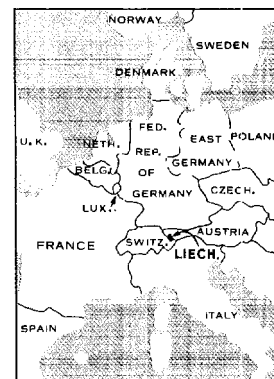 NORWAY
SWEDEN
DENMARK
U.K.
NETH.
FED.
REP.
OF
GERMANY
EAST
GERMANY
POLAND
BELG.
LUX.
CZECH.
FRANCE
SWITZ.
AUSTRIA
LIECH.
ITALY
SPAIN